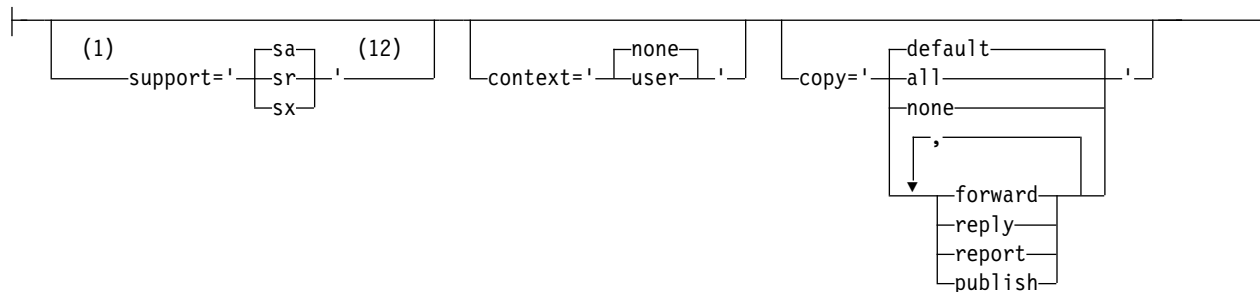 (1) sa (12) none default
support=' sr ' context=' user ' copy=' all '
sx none
,
forward
reply
report
publish